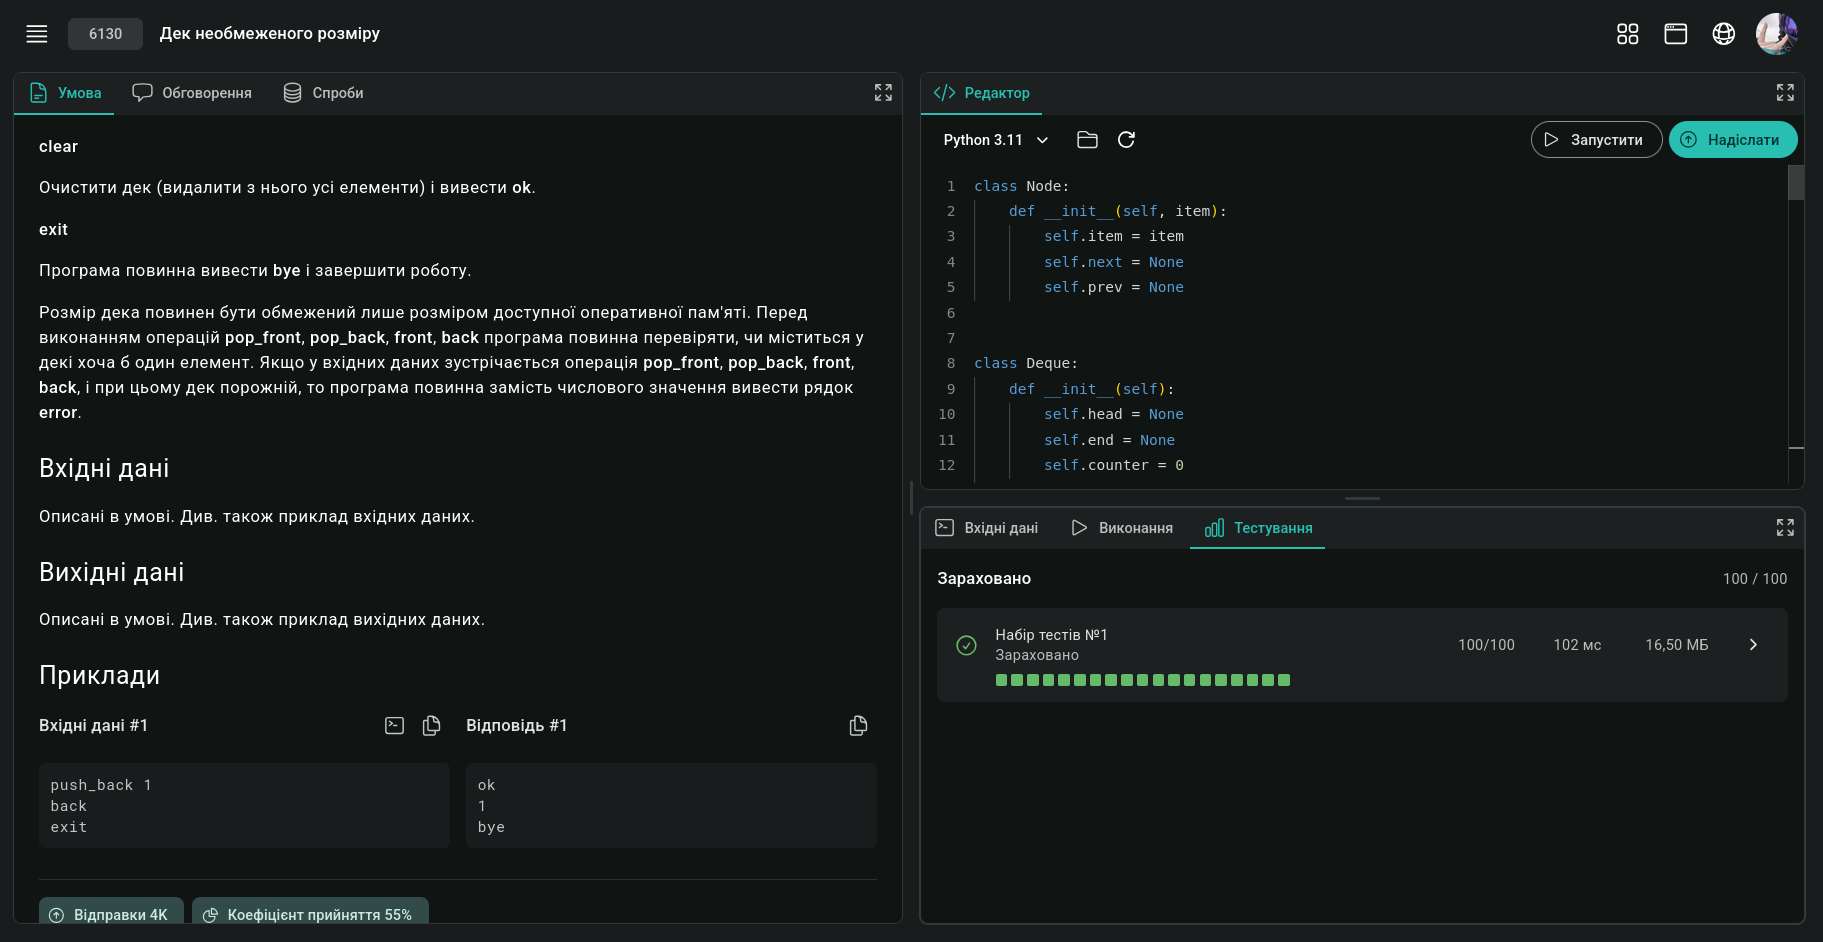 6130
Дек необмеженого розміру
Умова
Обговорення
Спроби
clear
Очистити дек (видалити з нього усі елементи) і вивести ok.
exit
Програма повинна вивести bye і завершити роботу.
Розмір дека повинен бути обмежений лише розміром доступної оперативної пам'яті. Перед
виконанням операцій pop_front, pop_back, front, back програма повинна перевіряти, чи міститься у
декі хоча б один елемент. Якщо у вхідних даних зустрічається операція pop_front, pop_back, front,
back, і при цьому дек порожній, то програма повинна замість числового значення вивести рядок
error.
Вхідні дані
Описані в умові. Див. також приклад вхідних даних.
Вихідні дані
Описані в умові. Див. також приклад вихідних даних.
Приклади
Вхідні дані #1
push_back 1
back
exit
Відповідь #1
ok
1
bye
Відправки 4K
Коефіцієнт прийняття 55%
Редактор
Python 3.11
Запустити
Надіслати
1 class Node:
2     def __init__(self, item):
3         self.item = item
4         self.next = None
5         self.prev = None
6
7
8 class Deque:
9     def __init__(self):
10         self.head = None
11         self.end = None
12         self.counter = 0
Вхідні дані
Виконання
Тестування
Зараховано
100 / 100
Набір тестів №1
Зараховано
100/100
102 мс
16,50 МБ